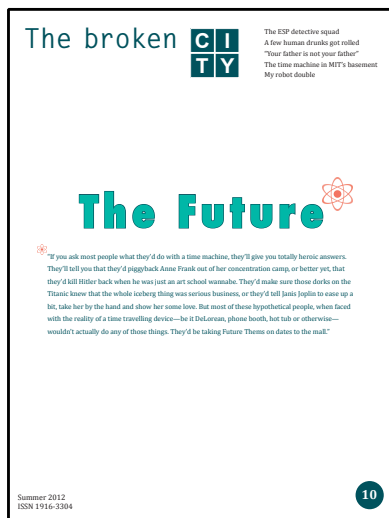 The broken CITY
The ESP detective squad
A few human drunks got rolled
"Your father is not your father"
The time machine in MIT's basement
My robot double
The Future
"If you ask most people what they'd do with a time machine, they'll give you totally heroic answers.
They'll tell you that they'd piggyback Anne Frank out of her concentration camp, or better yet, that
they'd kill Hitler back when he was just an art school wannabe. They'd make sure those dorks on the
Titanic knew that the whole iceberg thing was serious business, or they'd tell Janis Joplin to ease up a
bit, take her by the hand and show her some love. But most of these hypothetical people, when faced
with the reality of a time travelling device—be it DeLorean, phone booth, hot tub or otherwise—
wouldn't actually do any of those things. They'd be taking Future Thems on dates to the mall."
Summer 2012
ISSN 1916-3304
10